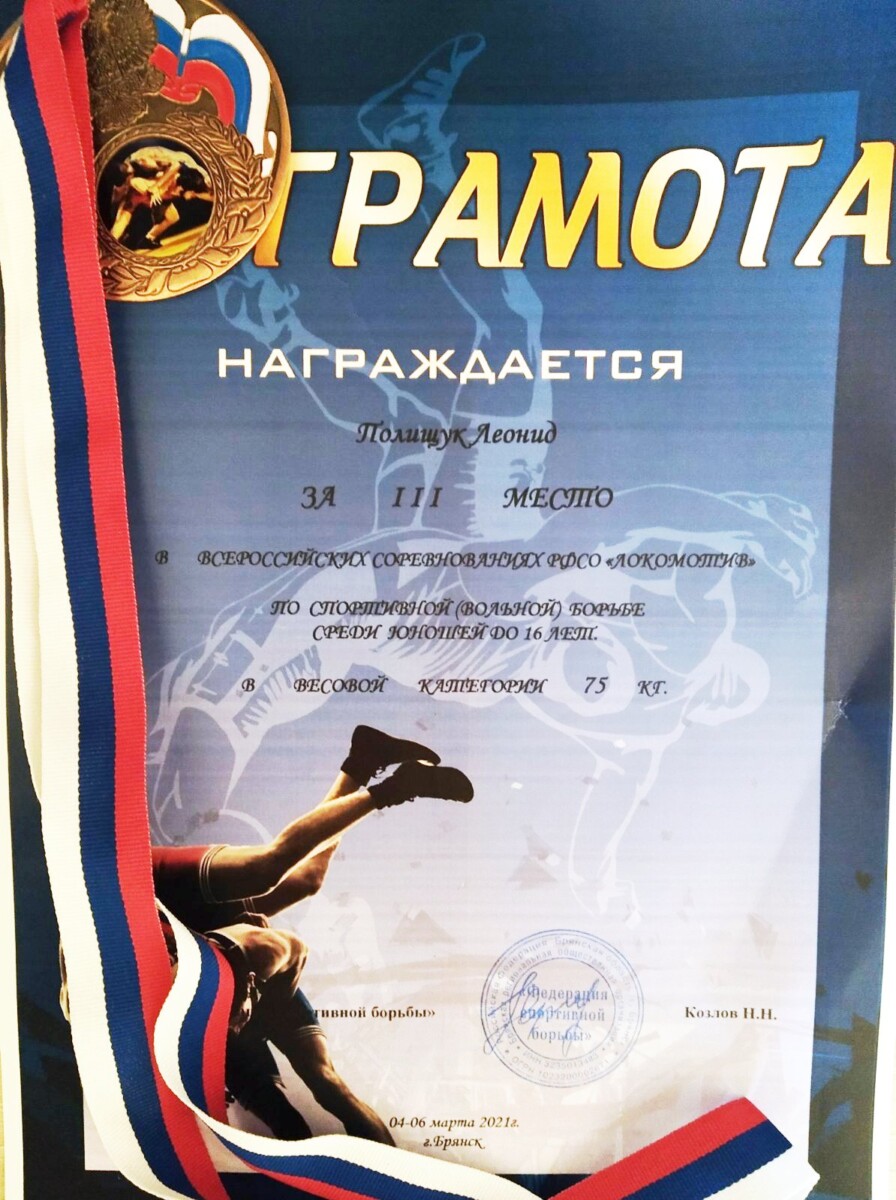 ГРАМОТА
НАГРАЖДАЕТСЯ
Полищук Леонид
ЗА III МЕСТО
В ВСЕРОССИЙСКИХ СОРЕВНОВАНИЯХ РФСО «ЛОКОМОТИВ»
ПО СПОРТИВНОЙ (ВОЛЬНОЙ) БОРЬБЕ
СРЕДИ ЮНОШЕЙ ДО 16 ЛЕТ.
В ВЕСОВОЙ КАТЕГОРИИ 75 КГ.
«Федерация
спортивной
борьбы»
борьбы»
Козлов Н.Н.
04-06 марта 2021г.
г.Брянск